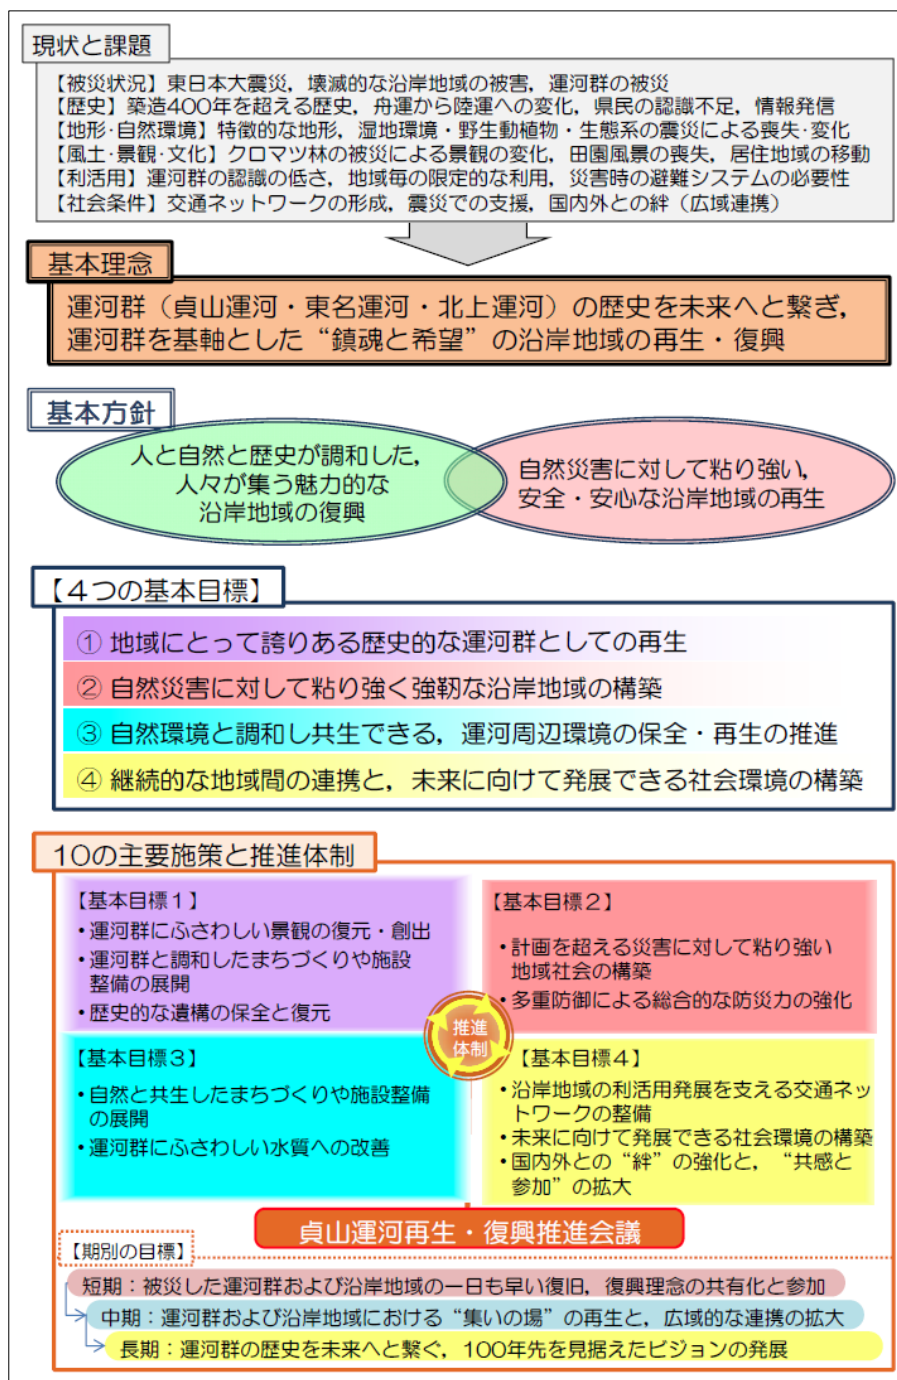 現状と課題
【被災状況】東日本大震災，壊滅的な沿岸地域の被害，運河群の被災
【歴史】築造400年を超える歴史，舟運から陸運への変化，県民の認識不足，情報発信
【地形･自然環境】特徴的な地形，湿地環境・野生動植物・生態系の震災による喪失･変化
【風土･景観･文化】クロマツ林の被災による景観の変化，田園風景の喪失，居住地域の移動
【利活用】運河群の認識の低さ，地域毎の限定的な利用，災害時の避難システムの必要性
【社会条件】交通ネットワークの形成，震災での支援，国内外との絆（広域連携）
基本理念
運河群（貞山運河・東名運河・北上運河）の歴史を未来へと繋ぎ，
運河群を基軸とした“鎮魂と希望”の沿岸地域の再生・復興
基本方針
人と自然と歴史が調和した，
人々が集う魅力的な
沿岸地域の復興
自然災害に対して粘り強い，
安全・安心な沿岸地域の再生
【４つの基本目標】
① 地域にとって誇りある歴史的な運河群としての再生
② 自然災害に対して粘り強く強靭な沿岸地域の構築
③ 自然環境と調和し共生できる，運河周辺環境の保全・再生の推進
④ 継続的な地域間の連携と，未来に向けて発展できる社会環境の構築
10の主要施策と推進体制
【基本目標１】
・運河群にふさわしい景観の復元・創出
・運河群と調和したまちづくりや施設
整備の展開
・歴史的な遺構の保全と復元
【基本目標２】
・計画を超える災害に対して粘り強い
地域社会の構築
・多重防御による総合的な防災力の強化
推進
体制
【基本目標３】
・自然と共生したまちづくりや施設整備
の展開
・運河群にふさわしい水質への改善
【基本目標４】
・沿岸地域の利活用発展を支える交通ネッ
トワークの整備
・未来に向けて発展できる社会環境の構築
・国内外との“絆”の強化と，“共感と
参加”の拡大
貞山運河再生・復興推進会議
【期別の目標】
短期：被災した運河群および沿岸地域の一日も早い復旧，復興理念の共有化と参加
中期：運河群および沿岸地域における“集いの場”の再生と，広域的な連携の拡大
長期：運河群の歴史を未来へと繋ぐ，100年先を見据えたビジョンの発展